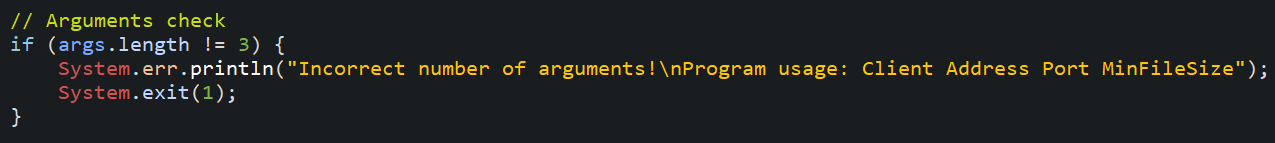 // Arguments check
if (args.length != 3) {
    System.err.println("Incorrect number of arguments!\nProgram usage: Client Address Port MinFileSize");
    System.exit(1);
}